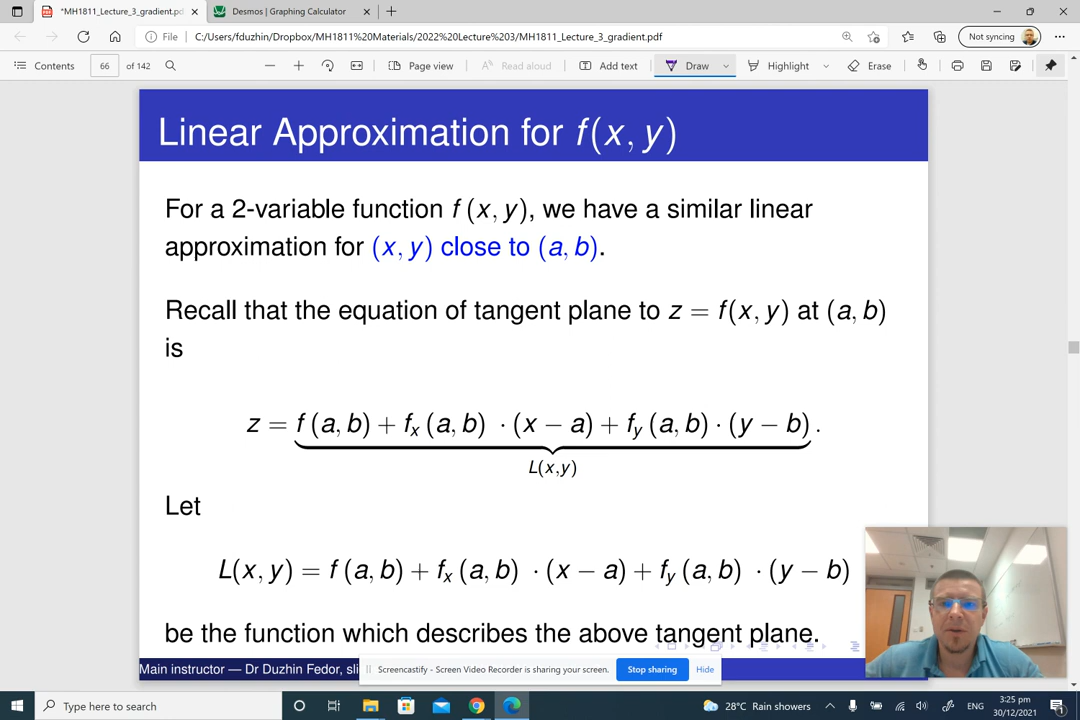 *MH1811_Lecture_3_gradient.pd
Desmos | Graphing Calculator
File
C:/Users/fduzhin/Dropbox/MH1811%20Materials/2022%20Lecture%203/MH1811_Lecture_3_gradient.pdf
Not syncing
Contents
66
of 142
Page view
Read aloud
Add text
Draw
Highlight
Erase
Linear Approximation for f(x, y)
For a 2-variable function f (x, y), we have a similar linear
approximation for (x, y) close to (a, b).
Recall that the equation of tangent plane to z = f(x, y) at (a, b)
is
z = f (a, b) + fx (a, b) · (x − a) + fy (a, b) · (y − b) .
L(x,y)
Let
L(x, y) = f (a, b) + fx (a, b) · (x − a) + fy (a, b) · (y − b)
be the function which describes the above tangent plane.
Main instructor — Dr Duzhin Fedor, sli
Screencastify - Screen Video Recorder is sharing your screen.
Stop sharing
Hide
Type here to search
28°C Rain showers
ENG
3:25 pm
30/12/2021